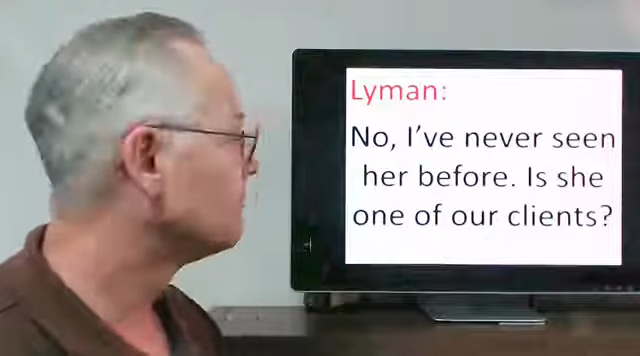 Lyman:
No, I've never seen
her before. Is she
one of our clients?